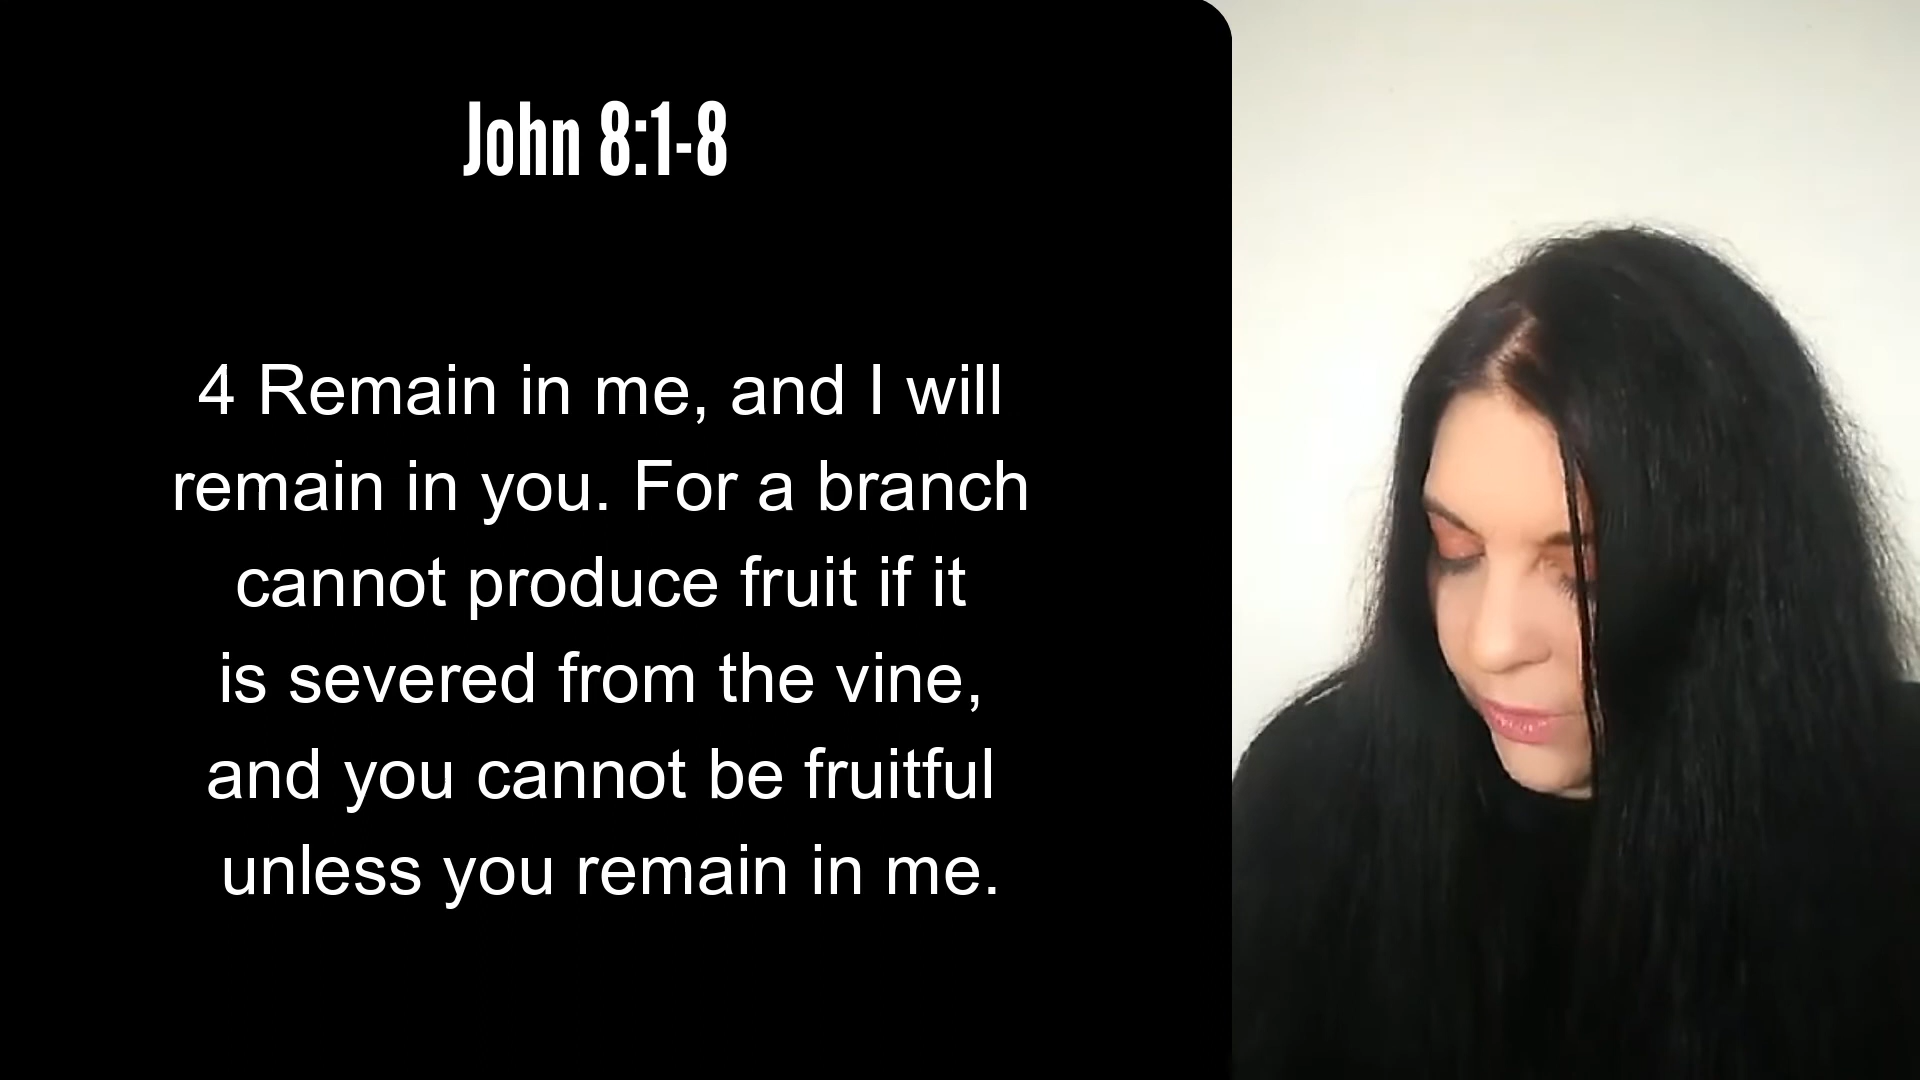 John 8:1-8
4 Remain in me, and I will
remain in you. For a branch
cannot produce fruit if it
is severed from the vine,
and you cannot be fruitful
unless you remain in me.